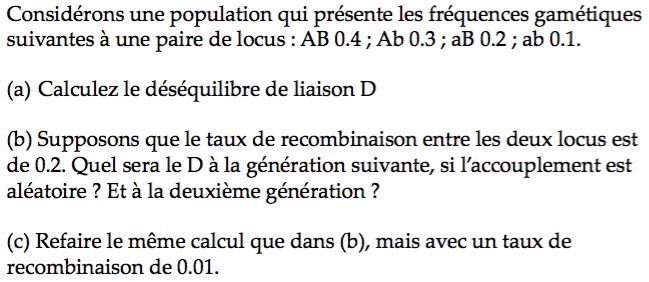 Considérons une population qui présente les fréquences gamétiques
suivantes à une paire de locus : AB 0.4 ; Ab 0.3 ; aB 0.2 ; ab 0.1.
(a) Calculez le déséquilibre de liaison D
(b) Supposons que le taux de recombinaison entre les deux locus est
de 0.2. Quel sera le D à la génération suivante, si l’accouplement est
aléatoire ? Et à la deuxième génération ?
(c) Refaire le même calcul que dans (b), mais avec un taux de
recombinaison de 0.01.